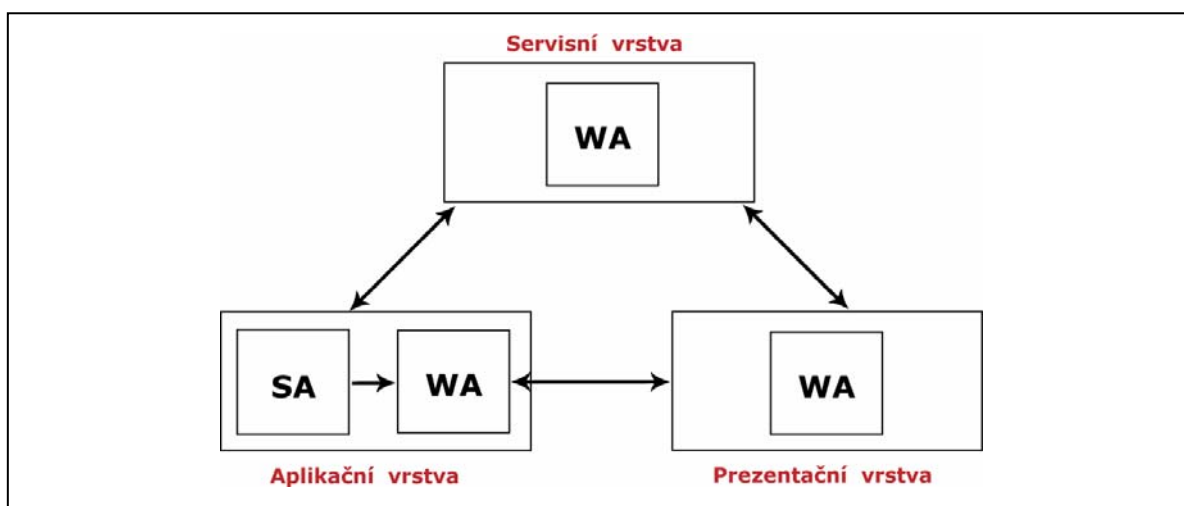 Servisní vrstva
WA
SA
WA
WA
Aplikační vrstva
Prezentační vrstva